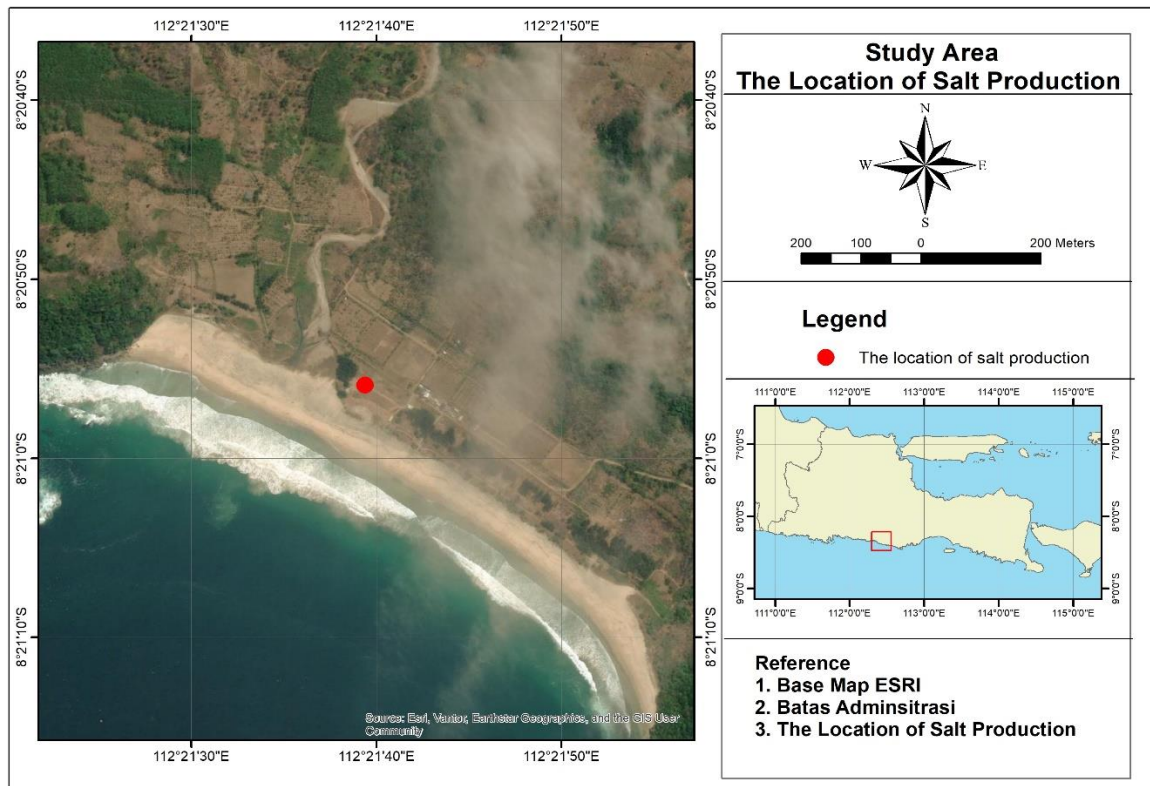 112°21'30"E 112°21'40"E 112°21'50"E
8°20'40"S 8°20'40"S
8°20'50"S 8°20'50"S
8°21'0"S 8°21'0"S
8°21'10"S 8°21'10"S
Source: Esri, Vantor, Earthstar Geographics, and the GIS User
Community
112°21'30"E 112°21'40"E 112°21'50"E
Study Area
The Location of Salt Production
N
W E
S
200 100 0 200 Meters
Legend
The location of salt production
111°0'0"E 112°0'0"E 113°0'0"E 114°0'0"E 115°0'0"E
7°0'0"S 7°0'0"S
8°0'0"S 8°0'0"S
9°0'0"S 9°0'0"S
111°0'0"E 112°0'0"E 113°0'0"E 114°0'0"E 115°0'0"E
Reference
1. Base Map ESRI
2. Batas Adminsitrasi
3. The Location of Salt Production